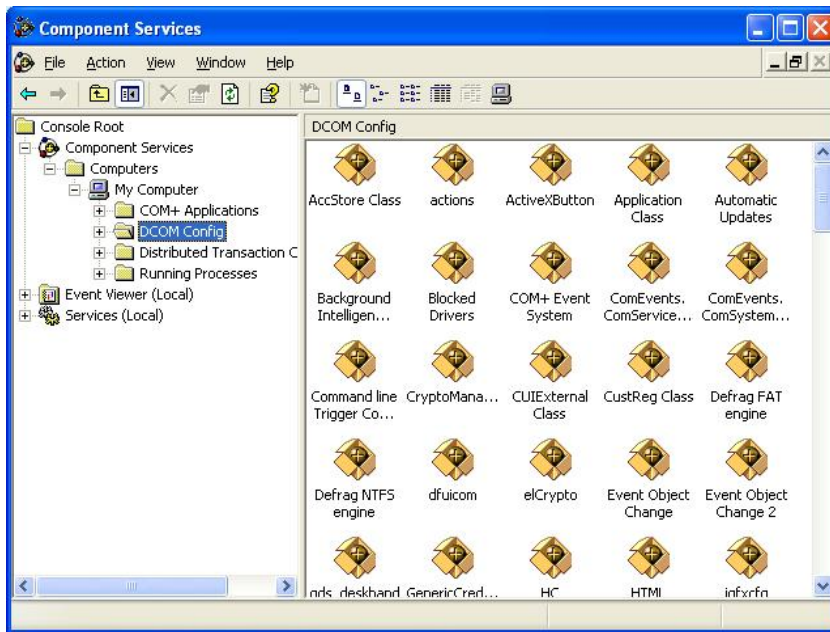 Component Services
File Action View Window Help
Console Root
Component Services
Computers
My Computer
COM+ Applications
DCOM Config
Distributed Transaction C
Running Processes
Event Viewer (Local)
Services (Local)
DCOM Config
AccStore Class
actions
ActiveXButton
Application
Class
Automatic
Updates
Background
Intelligen...
Blocked
Drivers
COM+ Event
System
ComEvents.
ComService...
ComEvents.
ComSystem...
Command line
Trigger Co...
CryptoMana...
CUIExternal
Class
CustReg Class
Defrag FAT
engine
Defrag NTFS
engine
dfuicom
elCrypto
Event Object
Change
Event Object
Change 2
gds_deskband
GenericCred...
HC
HTML
igfxcfg